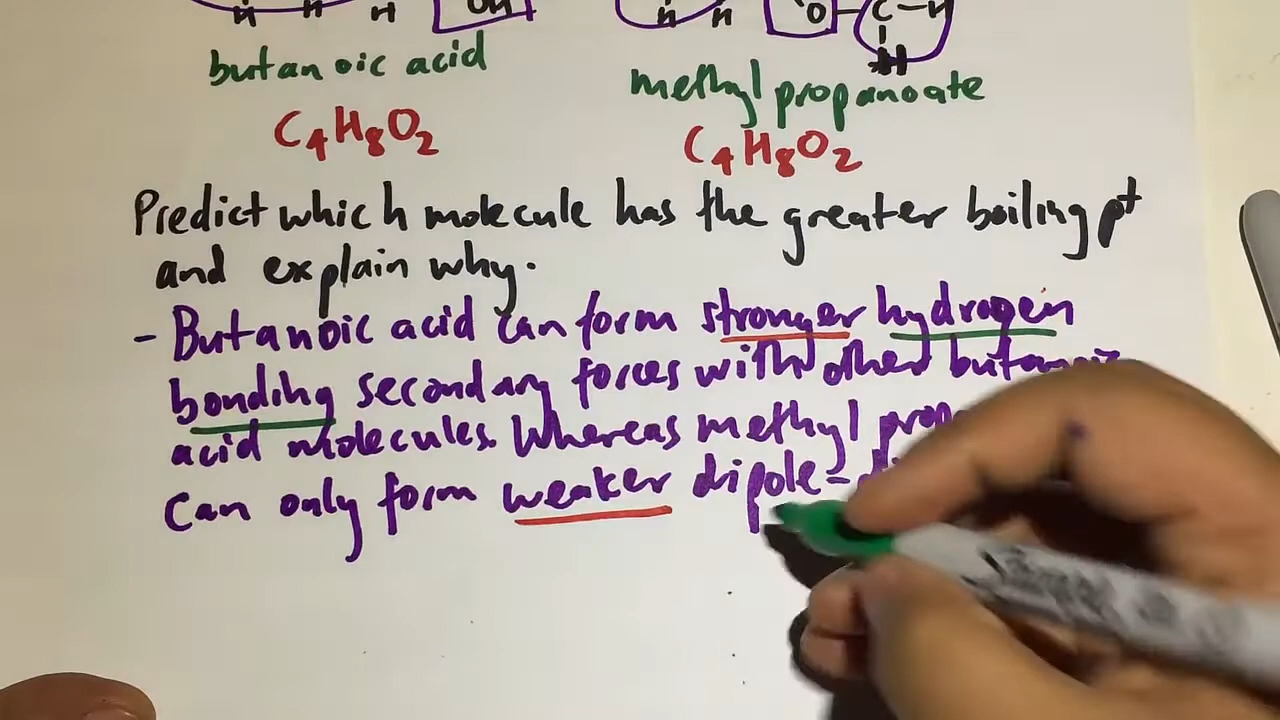 H H H OH H H O-C-H
H
butanoic acid
methyl propanoate
C4H8O2
C4H8O2
Predict which molecule has the greater boiling pt
and explain why.
- Butanoic acid can form stronger hydrogen
bonding secondary forces with other
acid molecules. Whereas methyl
can only form weaker dipole-